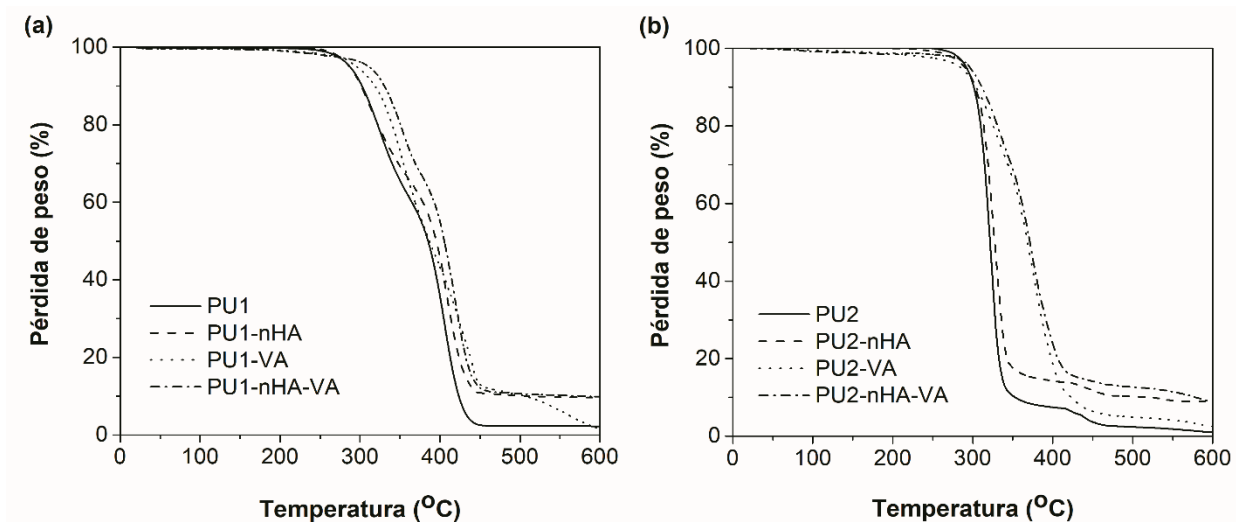 (a)
100
80
60
40
20
0
Pérdida de peso (%)
PU1
PU1-nHA
PU1-VA
PU1-nHA-VA
0 100 200 300 400 500 600
Temperatura (ºC)
(b)
100
80
60
40
20
0
Pérdida de peso (%)
PU2
PU2-nHA
PU2-VA
PU2-nHA-VA
0 100 200 300 400 500 600
Temperatura (ºC)